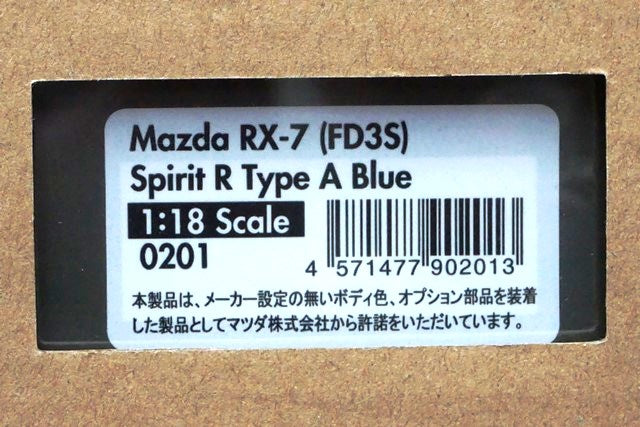 Mazda RX-7 (FD3S)
Spirit R Type A Blue
1:18 Scale
0201
4 571477 902013
本製品は、メーカー設定の無いボディ色、オプション部品を装着
した製品としてマツダ株式会社から許諾をいただいています。